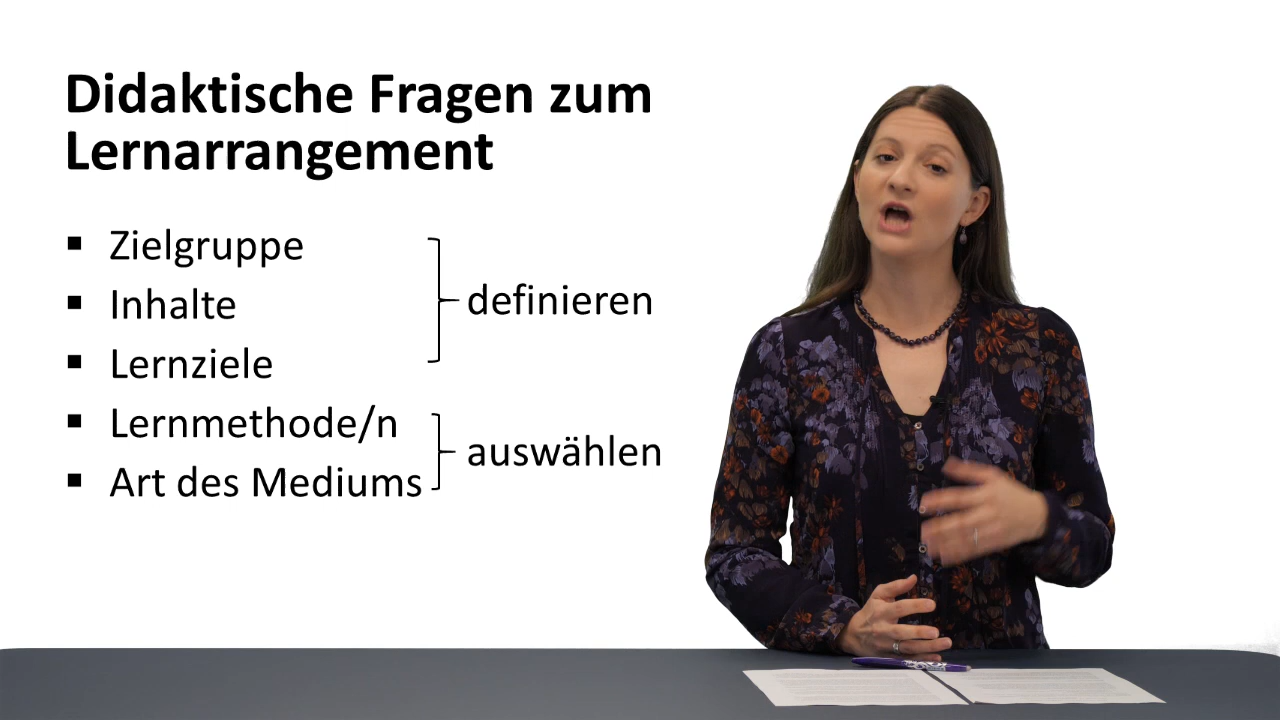 Didaktische Fragen zum
Lernarrangement
▪ Zielgruppe
▪ Inhalte
▪ Lernziele
definieren
▪ Lernmethode/n
▪ Art des Mediums
auswählen